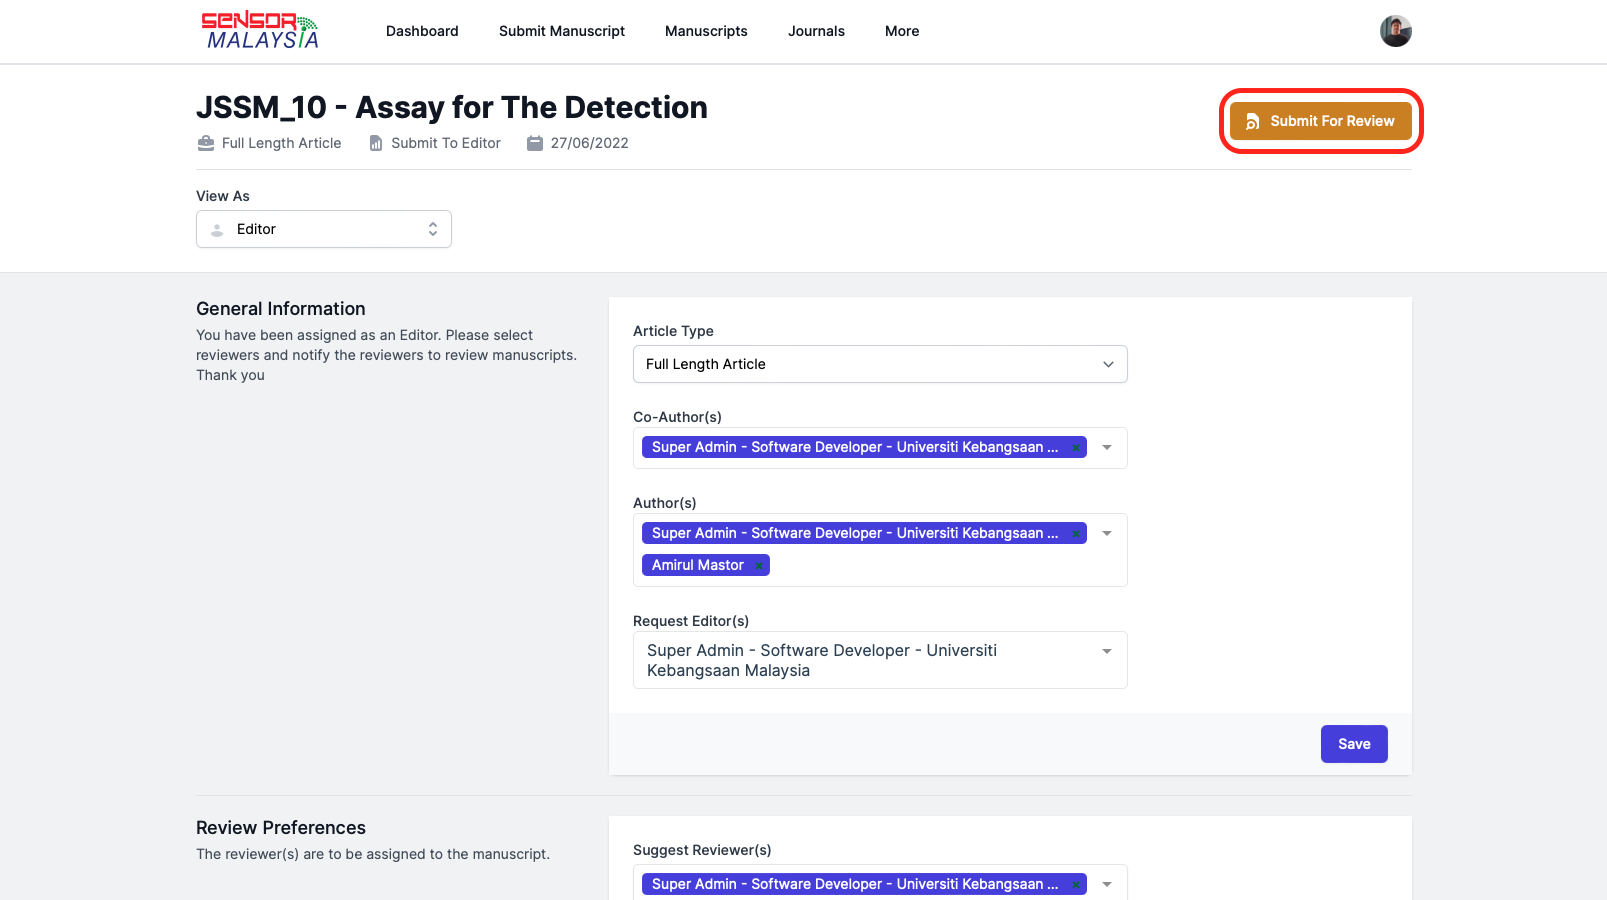 SENSOR
MALAYSIA
Dashboard
Submit Manuscript
Manuscripts
Journals
More
JSSM_10 - Assay for The Detection
Submit For Review
Full Length Article
Submit To Editor
27/06/2022
View As
Editor
General Information
You have been assigned as an Editor. Please select
reviewers and notify the reviewers to review manuscripts.
Thank you
Article Type
Full Length Article
Co-Author(s)
Super Admin - Software Developer - Universiti Kebangsaan ... ×
Author(s)
Super Admin - Software Developer - Universiti Kebangsaan ... ×
Amirul Mastor ×
Request Editor(s)
Super Admin - Software Developer - Universiti
Kebangsaan Malaysia
Save
Review Preferences
The reviewer(s) are to be assigned to the manuscript.
Suggest Reviewer(s)
Super Admin - Software Developer - Universiti Kebangsaan ... ×